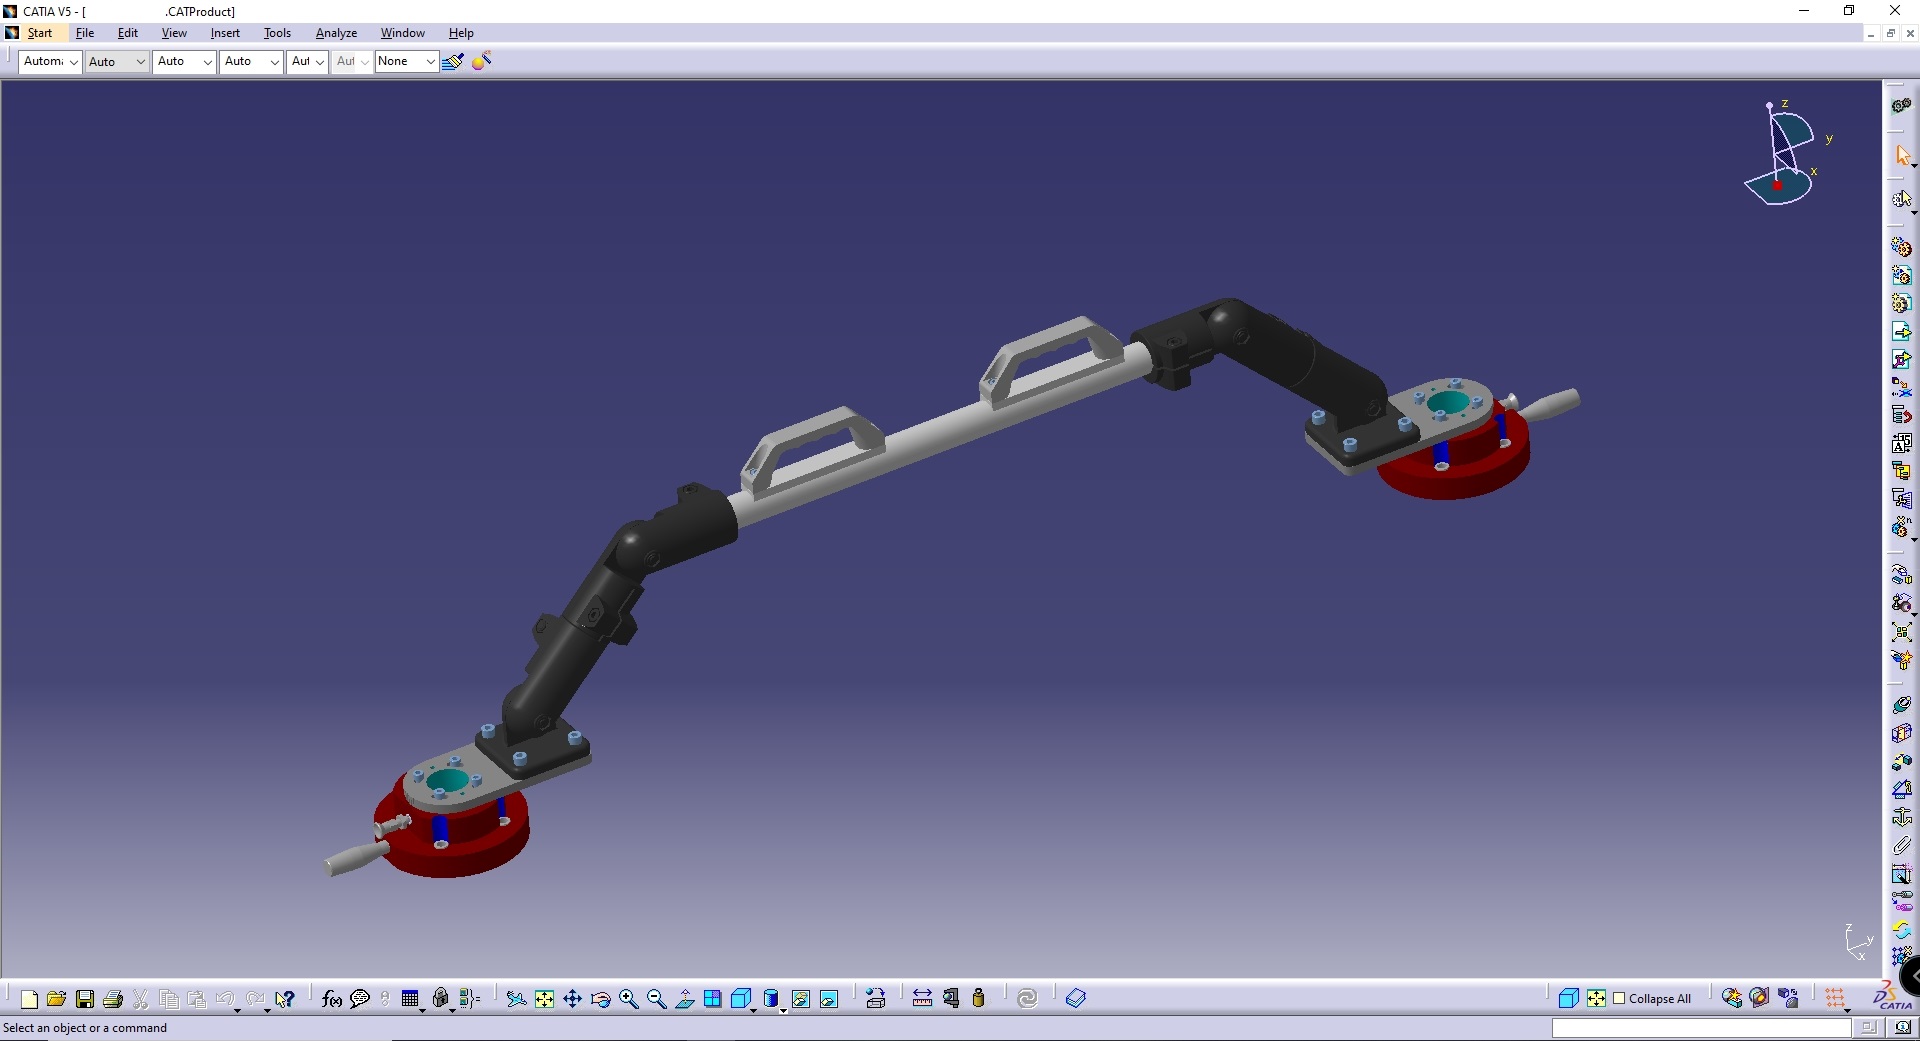 CATIA V5 - [ .CATProduct]
Start File Edit View Insert Tools Analyze Window Help
Automa Auto Auto Auto Aut Aut None
z
y
x
z
y
x
f(x) ? Collapse All
CATIA
Select an object or a command